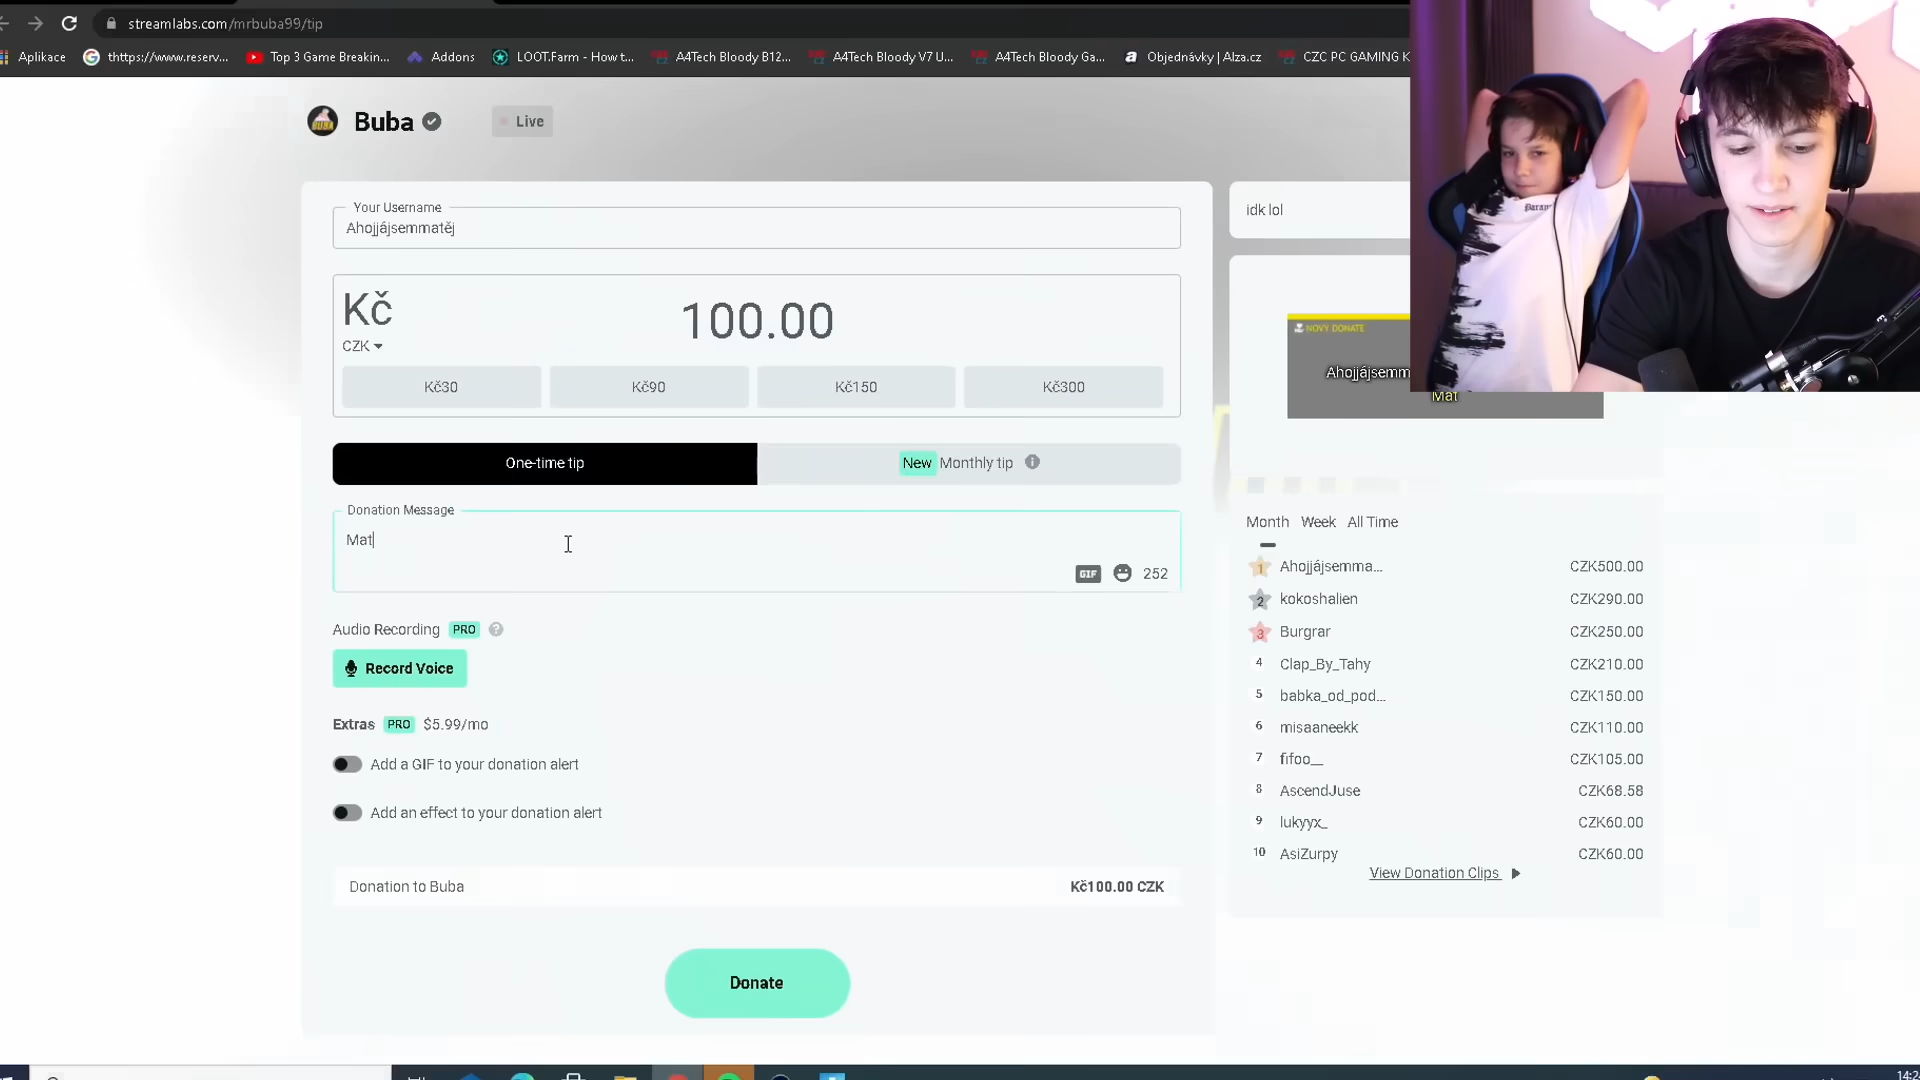 streamlabs.com/mrbuba99/tip
Aplikace thttps://www.reserv... Top 3 Game Breakin... Addons LOOT.Farm - How t... A4Tech Bloody B12... A4Tech Bloody V7 U... A4Tech Bloody Ga... Objednávky | Alza.cz CZC PC GAMING K
Buba Live
Your Username
Ahojjájsemmatěj
Kč 100.00
CZK
Kč30 Kč90 Kč150 Kč300
One-time tip New Monthly tip
Donation Message
Mat
GIF 252
Audio Recording PRO
Record Voice
Extras PRO $5.99/mo
Add a GIF to your donation alert
Add an effect to your donation alert
Donation to Buba Kč100.00 CZK
Donate
idk lol
NOVÝ DONATE
Ahojjájsemm
Mat
Month Week All Time
1 Ahojjájsemma... CZK500.00
2 kokoshalien CZK290.00
3 Burgrar CZK250.00
4 Clap_By_Tahy CZK210.00
5 babka_od_pod... CZK150.00
6 misaaneekk CZK110.00
7 fifoo__ CZK105.00
8 AscendJuse CZK68.58
9 lukyyx_ CZK60.00
10 AsiZurpy CZK60.00
View Donation Clips